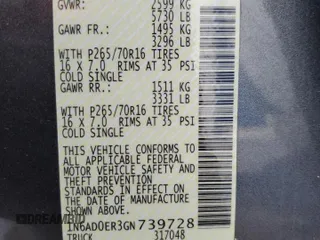 GVWR: 2599 KG
5730 LB
GAWR FR.: 1495 KG
3296 LB
WITH P265/70R16 TIRES
16 X 7.0 RIMS AT 35 PSI
COLD SINGLE
GAWR RR.: 1511 KG
3331 LB
WITH P265/70R16 TIRES
16 X 7.0 RIMS AT 35 PSI
COLD SINGLE
THIS VEHICLE CONFORMS TO
ALL APPLICABLE FEDERAL
MOTOR VEHICLE SAFETY
STANDARDS IN EFFECT ON
THE DATE OF MANUFACTURE
SHOWN ABOVE
1N6AD0ER3GN739728
TRUCK 317048